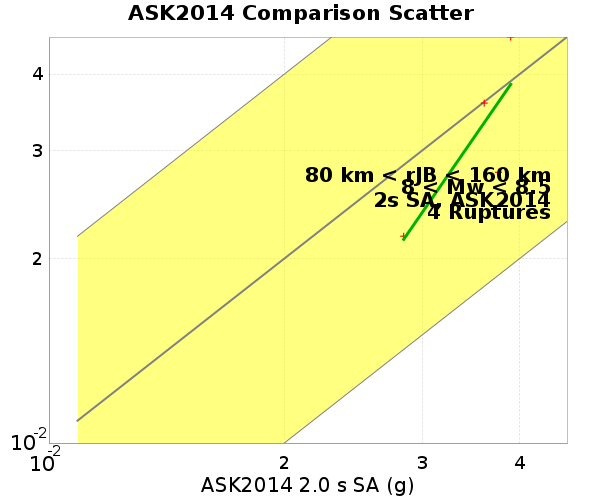 ASK2014 Comparison Scatter
4
3
2
10-2
10-2
2
3
4
80 km < rJB < 160 km
8 < Mw < 8.5
2s SA, ASK2014
4 Ruptures
ASK2014 2.0 s SA (g)